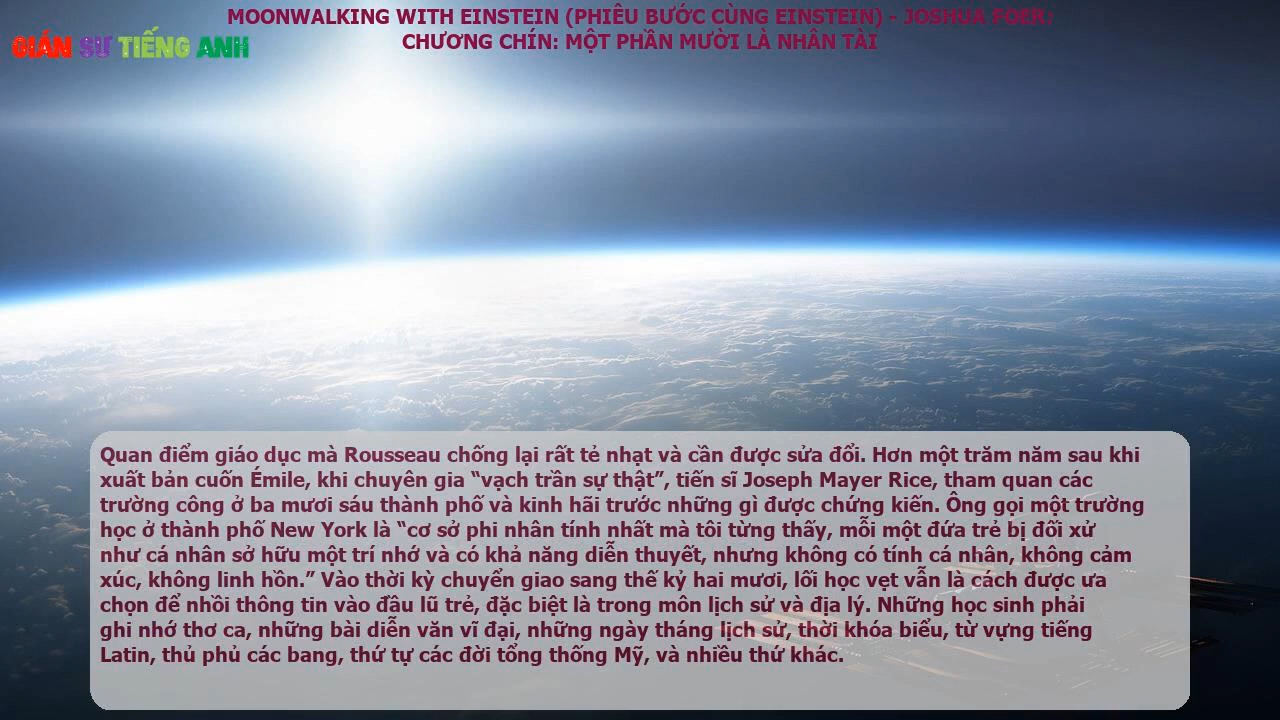 MOONWALKING WITH EINSTEIN (PHIÊU BƯỚC CÙNG EINSTEIN) - JOSHUA FOER:
CHƯƠNG CHÍN: MỘT PHẦN MƯỜI LÀ NHÂN TÀI
GIÁN SƯ TIẾNG ANH
Quan điểm giáo dục mà Rousseau chống lại rất tẻ nhạt và cần được sửa đổi. Hơn một trăm năm sau khi
xuất bản cuốn Émile, khi chuyên gia “vạch trần sự thật”, tiến sĩ Joseph Mayer Rice, tham quan các
trường công ở ba mươi sáu thành phố và kinh hãi trước những gì được chứng kiến. Ông gọi một trường
học ở thành phố New York là “cơ sở phi nhân tính nhất mà tôi từng thấy, mỗi một đứa trẻ bị đối xử
như cá nhân sở hữu một trí nhớ và có khả năng diễn thuyết, nhưng không có tính cá nhân, không cảm
xúc, không linh hồn.” Vào thời kỳ chuyển giao sang thế kỷ hai mươi, lối học vẹt vẫn là cách được ưa
chọn để nhồi thông tin vào đầu lũ trẻ, đặc biệt là trong môn lịch sử và địa lý. Những học sinh phải
ghi nhớ thơ ca, những bài diễn văn vĩ đại, những ngày tháng lịch sử, thời khóa biểu, từ vựng tiếng
Latin, thủ phủ các bang, thứ tự các đời tổng thống Mỹ, và nhiều thứ khác.